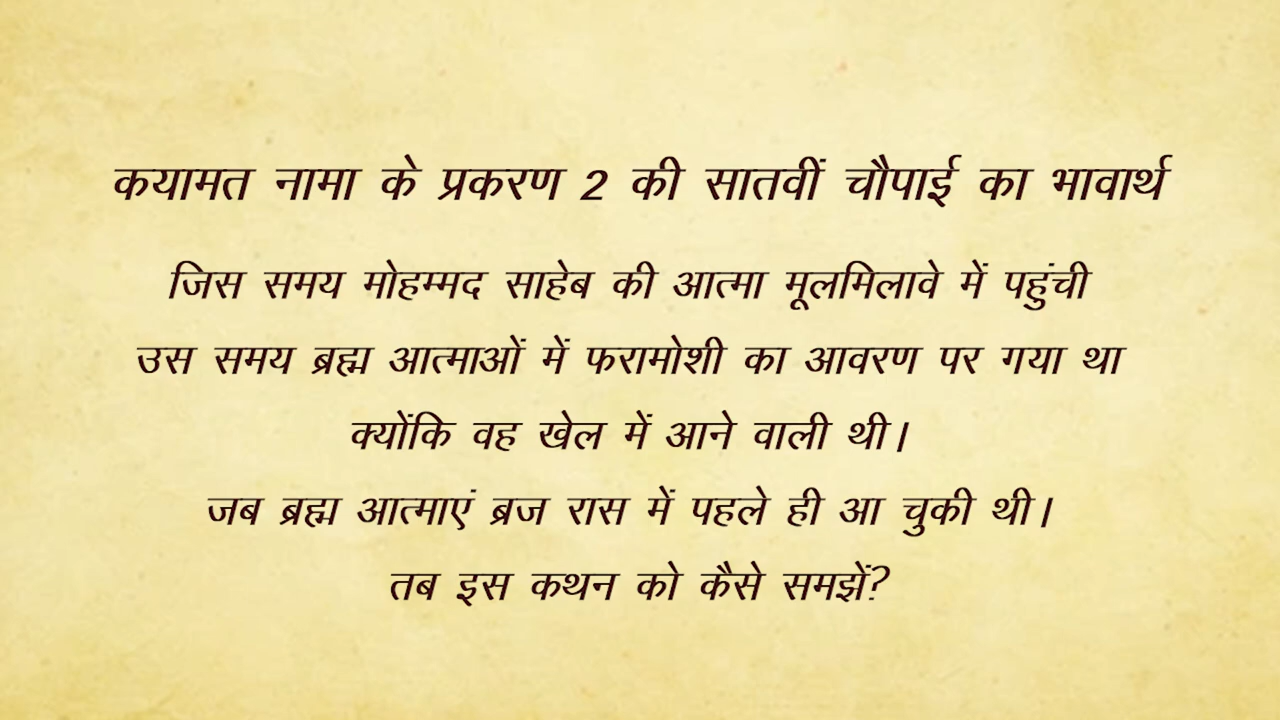 कयामत नामा के प्रकरण 2 की सातवीं चौपाई का भावार्थ
जिस समय मोहम्मद साहेब की आत्मा मूलमिलावे में पहुंची
उस समय ब्रह्म आत्माओं में फरामोशी का आवरण पर गया था
क्योंकि वह खेल में आने वाली थी।
जब ब्रह्म आत्माएं ब्रज रास में पहले ही आ चुकी थी।
तब इस कथन को कैसे समझें?